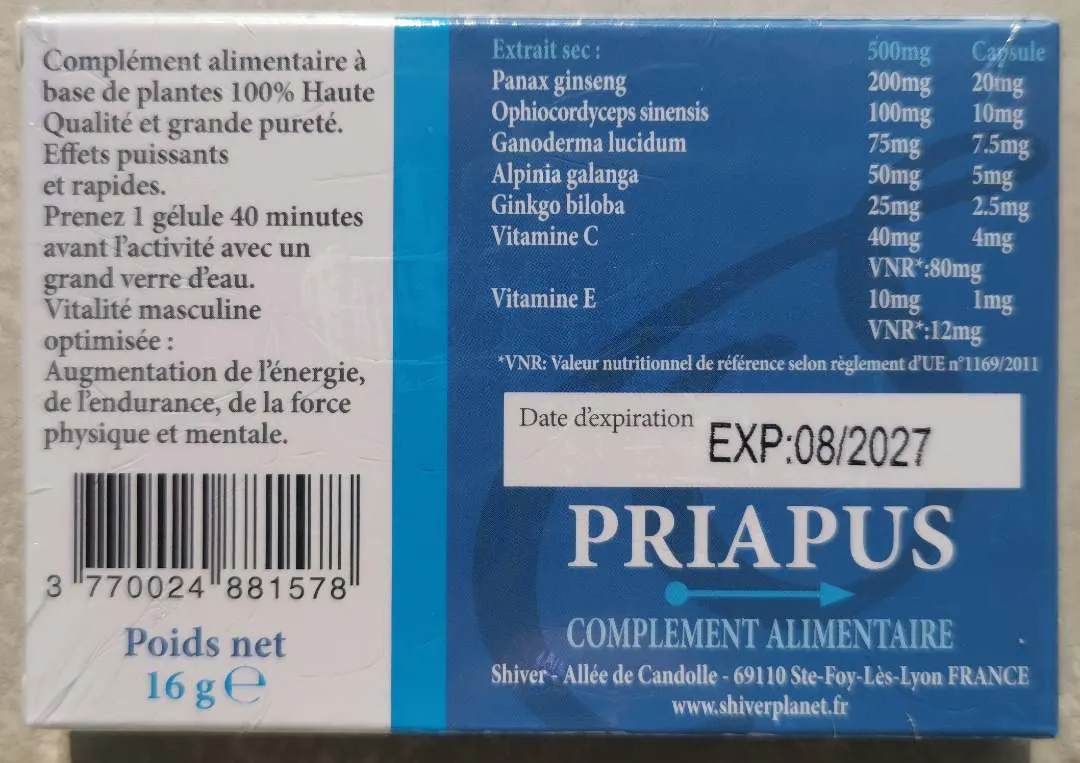 Complément alimentaire à
base de plantes 100% Haute
Qualité et grande pureté.
Effets puissants
et rapides.
Prenez 1 gélule 40 minutes
avant l'activité avec un
grand verre d'eau.
Vitalité masculine
optimisée :
Augmentation de l'énergie,
de l'endurance, de la force
physique et mentale.
3 770024 881578
Poids net
16 g ℮
Extrait sec : 500mg Capsule
Panax ginseng 200mg 20mg
Ophiocordyceps sinensis 100mg 10mg
Ganoderma lucidum 75mg 7.5mg
Alpinia galanga 50mg 5mg
Ginkgo biloba 25mg 2.5mg
Vitamine C 40mg 4mg
VNR*:80mg
Vitamine E 10mg 1mg
VNR*:12mg
*VNR: Valeur nutritionnel de référence selon règlement d'UE n°1169/2011
Date d'expiration EXP:08/2027
PRIAPUS
COMPLEMENT ALIMENTAIRE
Shiver - Allée de Candolle - 69110 Ste-Foy-Lès-Lyon FRANCE
www.shiverplanet.fr